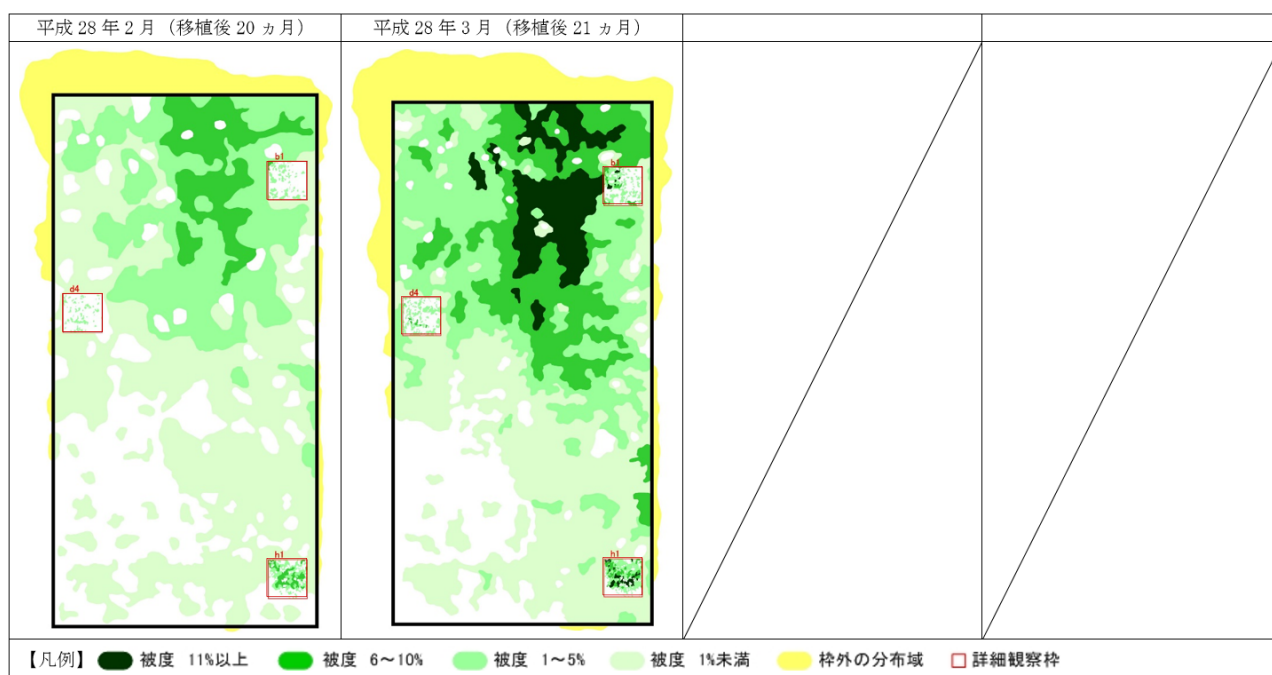 平成 28 年 2 月（移植後 20 ヵ月）
平成 28 年 3 月（移植後 21 ヵ月）
b1
d4
h1
b1
d4
h1
【凡例】 被度 11%以上 被度 6～10% 被度 1～5% 被度 1%未満 枠外の分布域 詳細観察枠